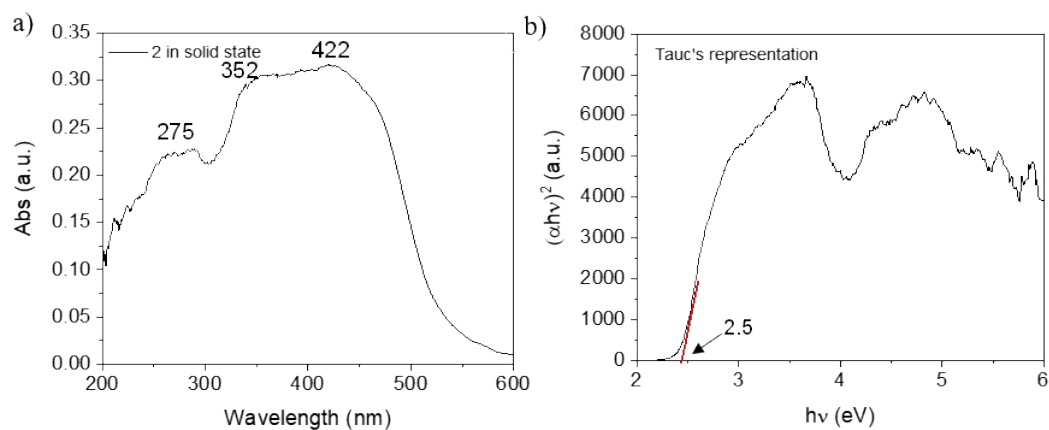 a)
2 in solid state
422
352
275
0.35
0.30
0.25
0.20
0.15
0.10
0.05
0.00
Abs (a.u.)
200 300 400 500 600
Wavelength (nm)
b)
Tauc's representation
8000
7000
6000
5000
4000
3000
2000
1000
0
(αhν)² (a.u.)
2.5
2 3 4 5 6
hν (eV)